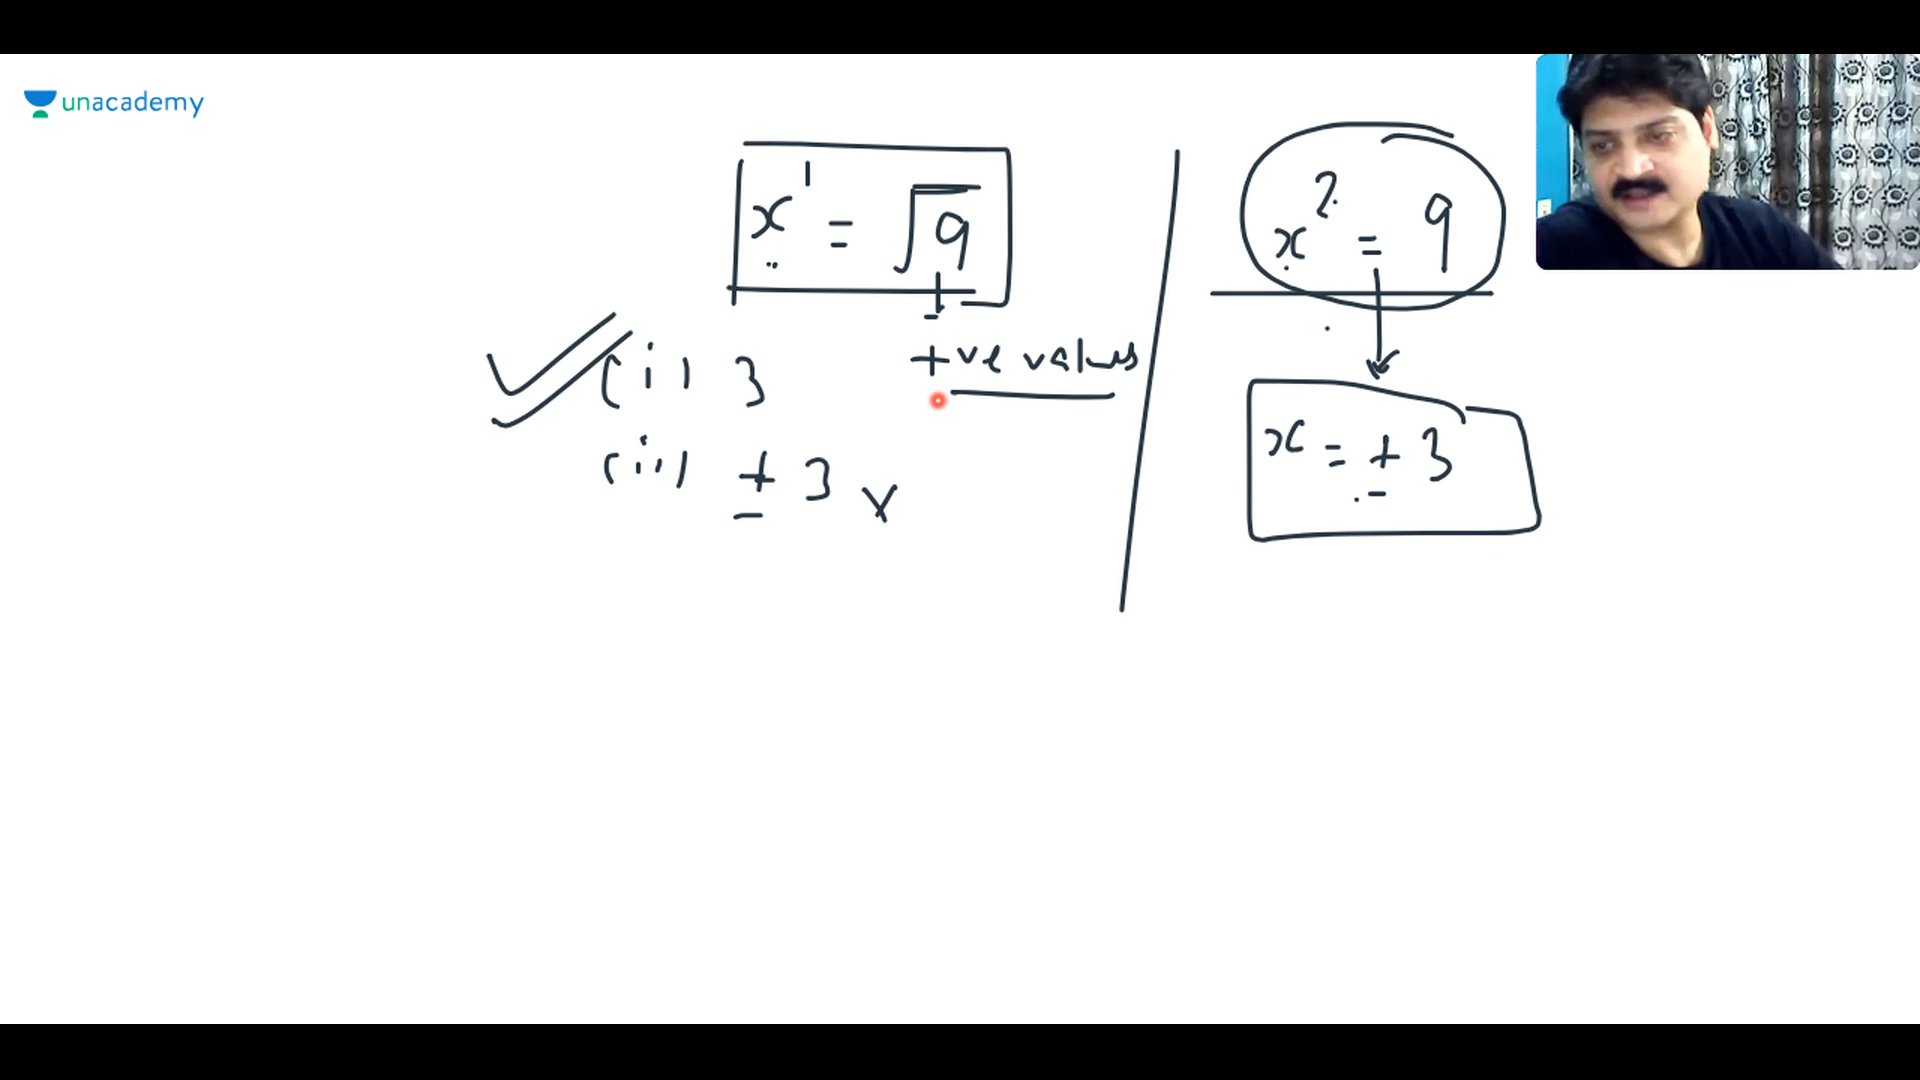 unacademy
x¹ = √9
+ve values
(i) 3
(ii) ± 3 x
x² = 9
x = ± 3